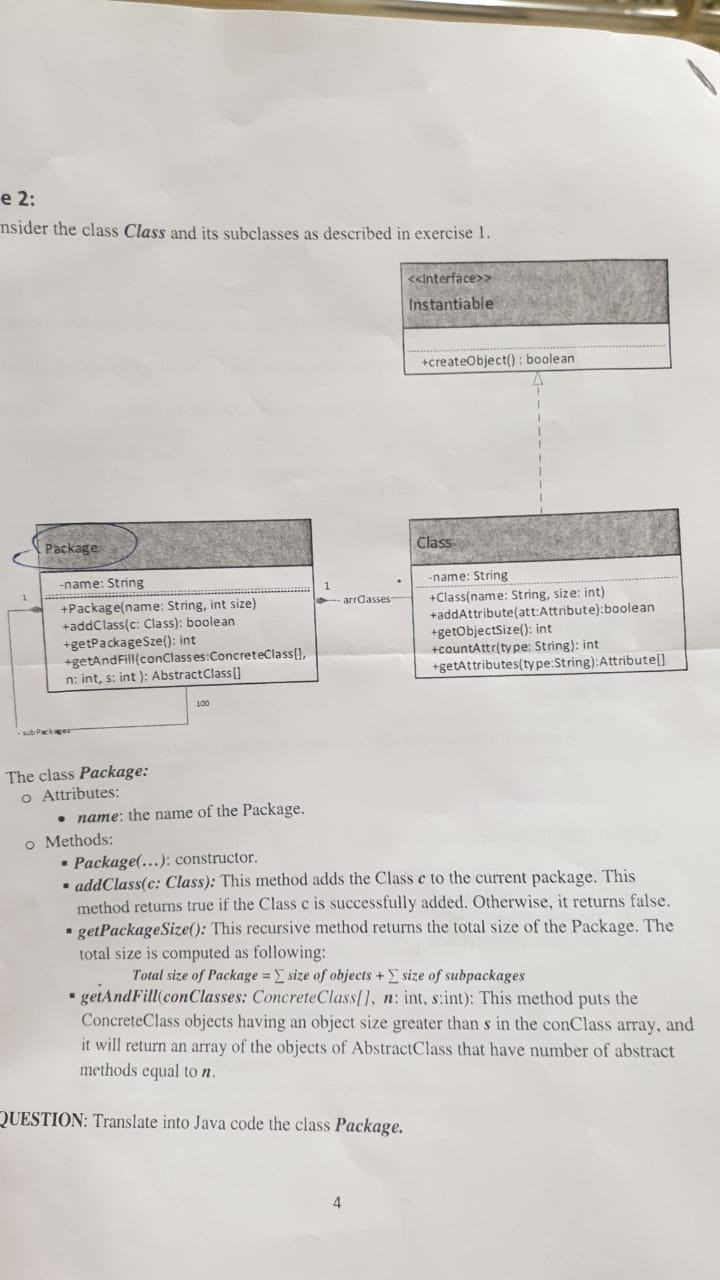 e 2:
nsider the class Class and its subclasses as described in exercise 1.
<<Interface>>
Instantiable
+createObject() : boolean
Package
-name: String
+Package(name: String, int size)
+addClass(c: Class): boolean
+getPackageSze(): int
+getAndFill(conClasses:ConcreteClass[],
n: int, s: int ): AbstractClass[]
1
1
*
- arrClasses
Class
-name: String
+Class(name: String, size: int)
+addAttribute(att:Attribute):boolean
+getObjectSize(): int
+countAttr(type: String): int
+getAttributes(type:String):Attribute[]
100
- subPackages
The class Package:
o Attributes:
• name: the name of the Package.
o Methods:
▪ Package(...): constructor.
▪ addClass(c: Class): This method adds the Class c to the current package. This
method returns true if the Class c is successfully added. Otherwise, it returns false.
▪ getPackageSize(): This recursive method returns the total size of the Package. The
total size is computed as following:
Total size of Package = ∑ size of objects + ∑ size of subpackages
▪ getAndFill(conClasses: ConcreteClass[], n: int, s:int): This method puts the
ConcreteClass objects having an object size greater than s in the conClass array, and
it will return an array of the objects of AbstractClass that have number of abstract
methods equal to n.
QUESTION: Translate into Java code the class Package.
4